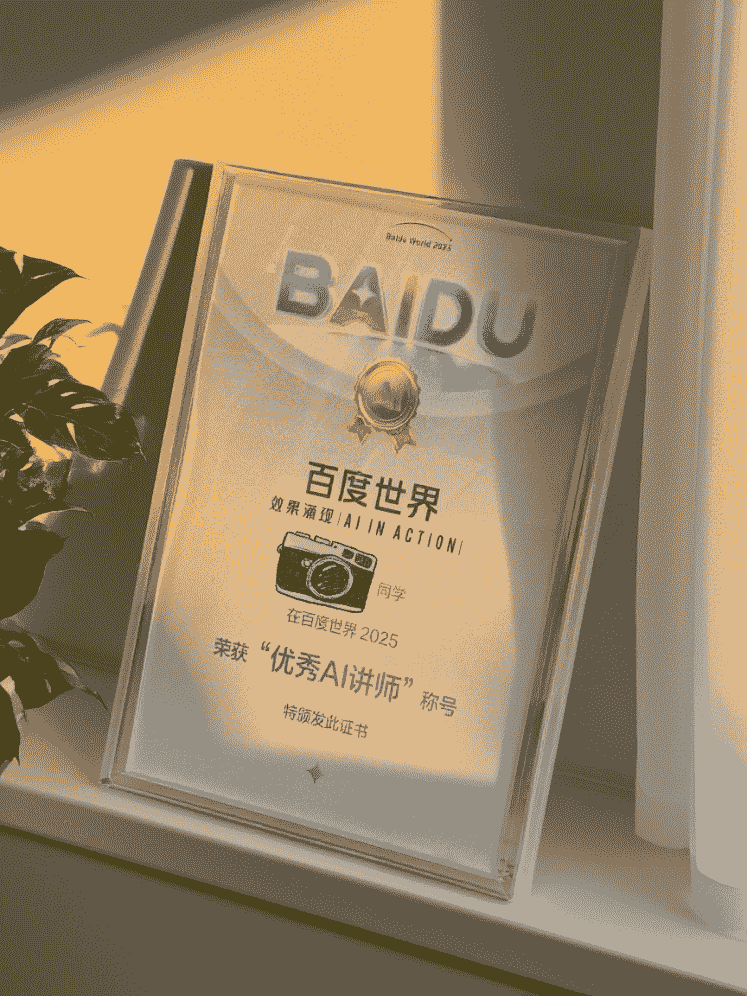 Baidu World 2025
BAIDU
AI
百度世界
效果涌现 | AI IN ACTION |
同学
在百度世界 2025
荣获“优秀AI讲师”称号
特颁发此证书